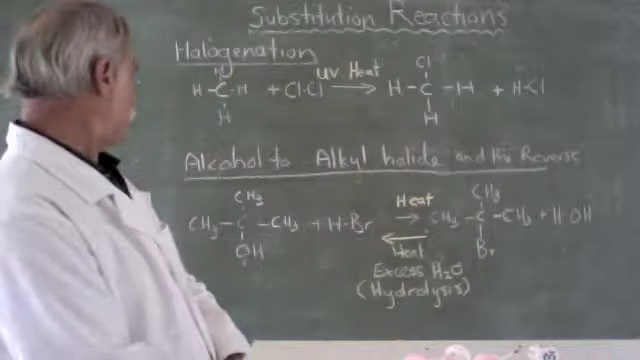 Substitution Reactions
Halogenation
H
H-C-H + Cl-Cl UV Heat → H-C-H + H-Cl
Cl
H
H
Alcohol to Alkyl halide and the Reverse
CH₃
CH₃
CH₃-C-CH₃ + H-Br Heat → CH₃-C-CH₃ + H-OH
OH
Heat
Br
Excess H₂O
(Hydrolysis)